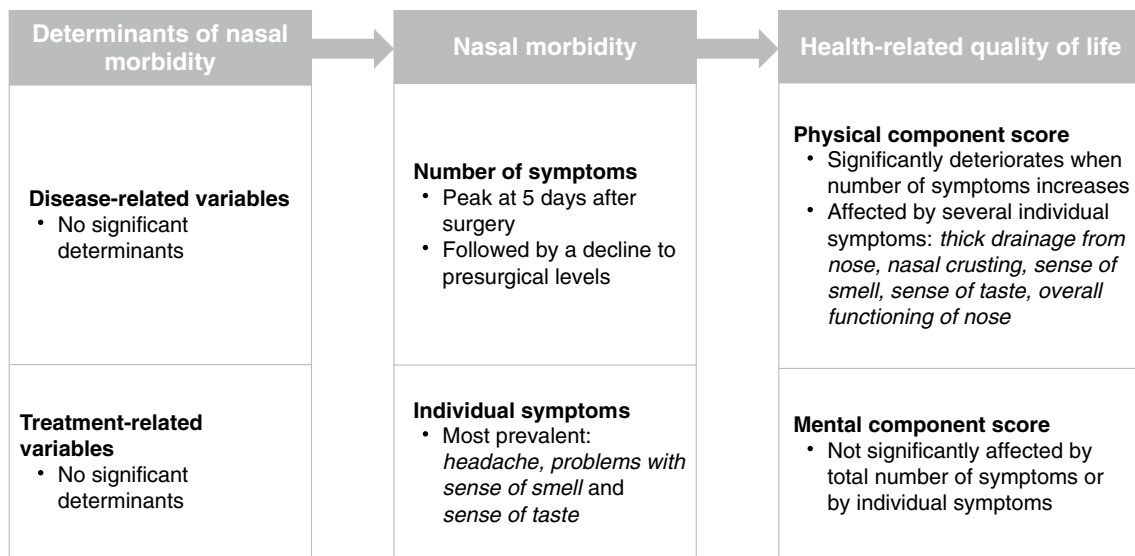 Determinants of nasal
morbidity
Disease-related variables
• No significant
determinants
Treatment-related
variables
• No significant
determinants
Nasal morbidity
Number of symptoms
• Peak at 5 days after
surgery
• Followed by a decline to
presurgical levels
Individual symptoms
• Most prevalent:
headache, problems with
sense of smell and
sense of taste
Health-related quality of life
Physical component score
• Significantly deteriorates when
number of symptoms increases
• Affected by several individual
symptoms: thick drainage from
nose, nasal crusting, sense of
smell, sense of taste, overall
functioning of nose
Mental component score
• Not significantly affected by
total number of symptoms or
by individual symptoms